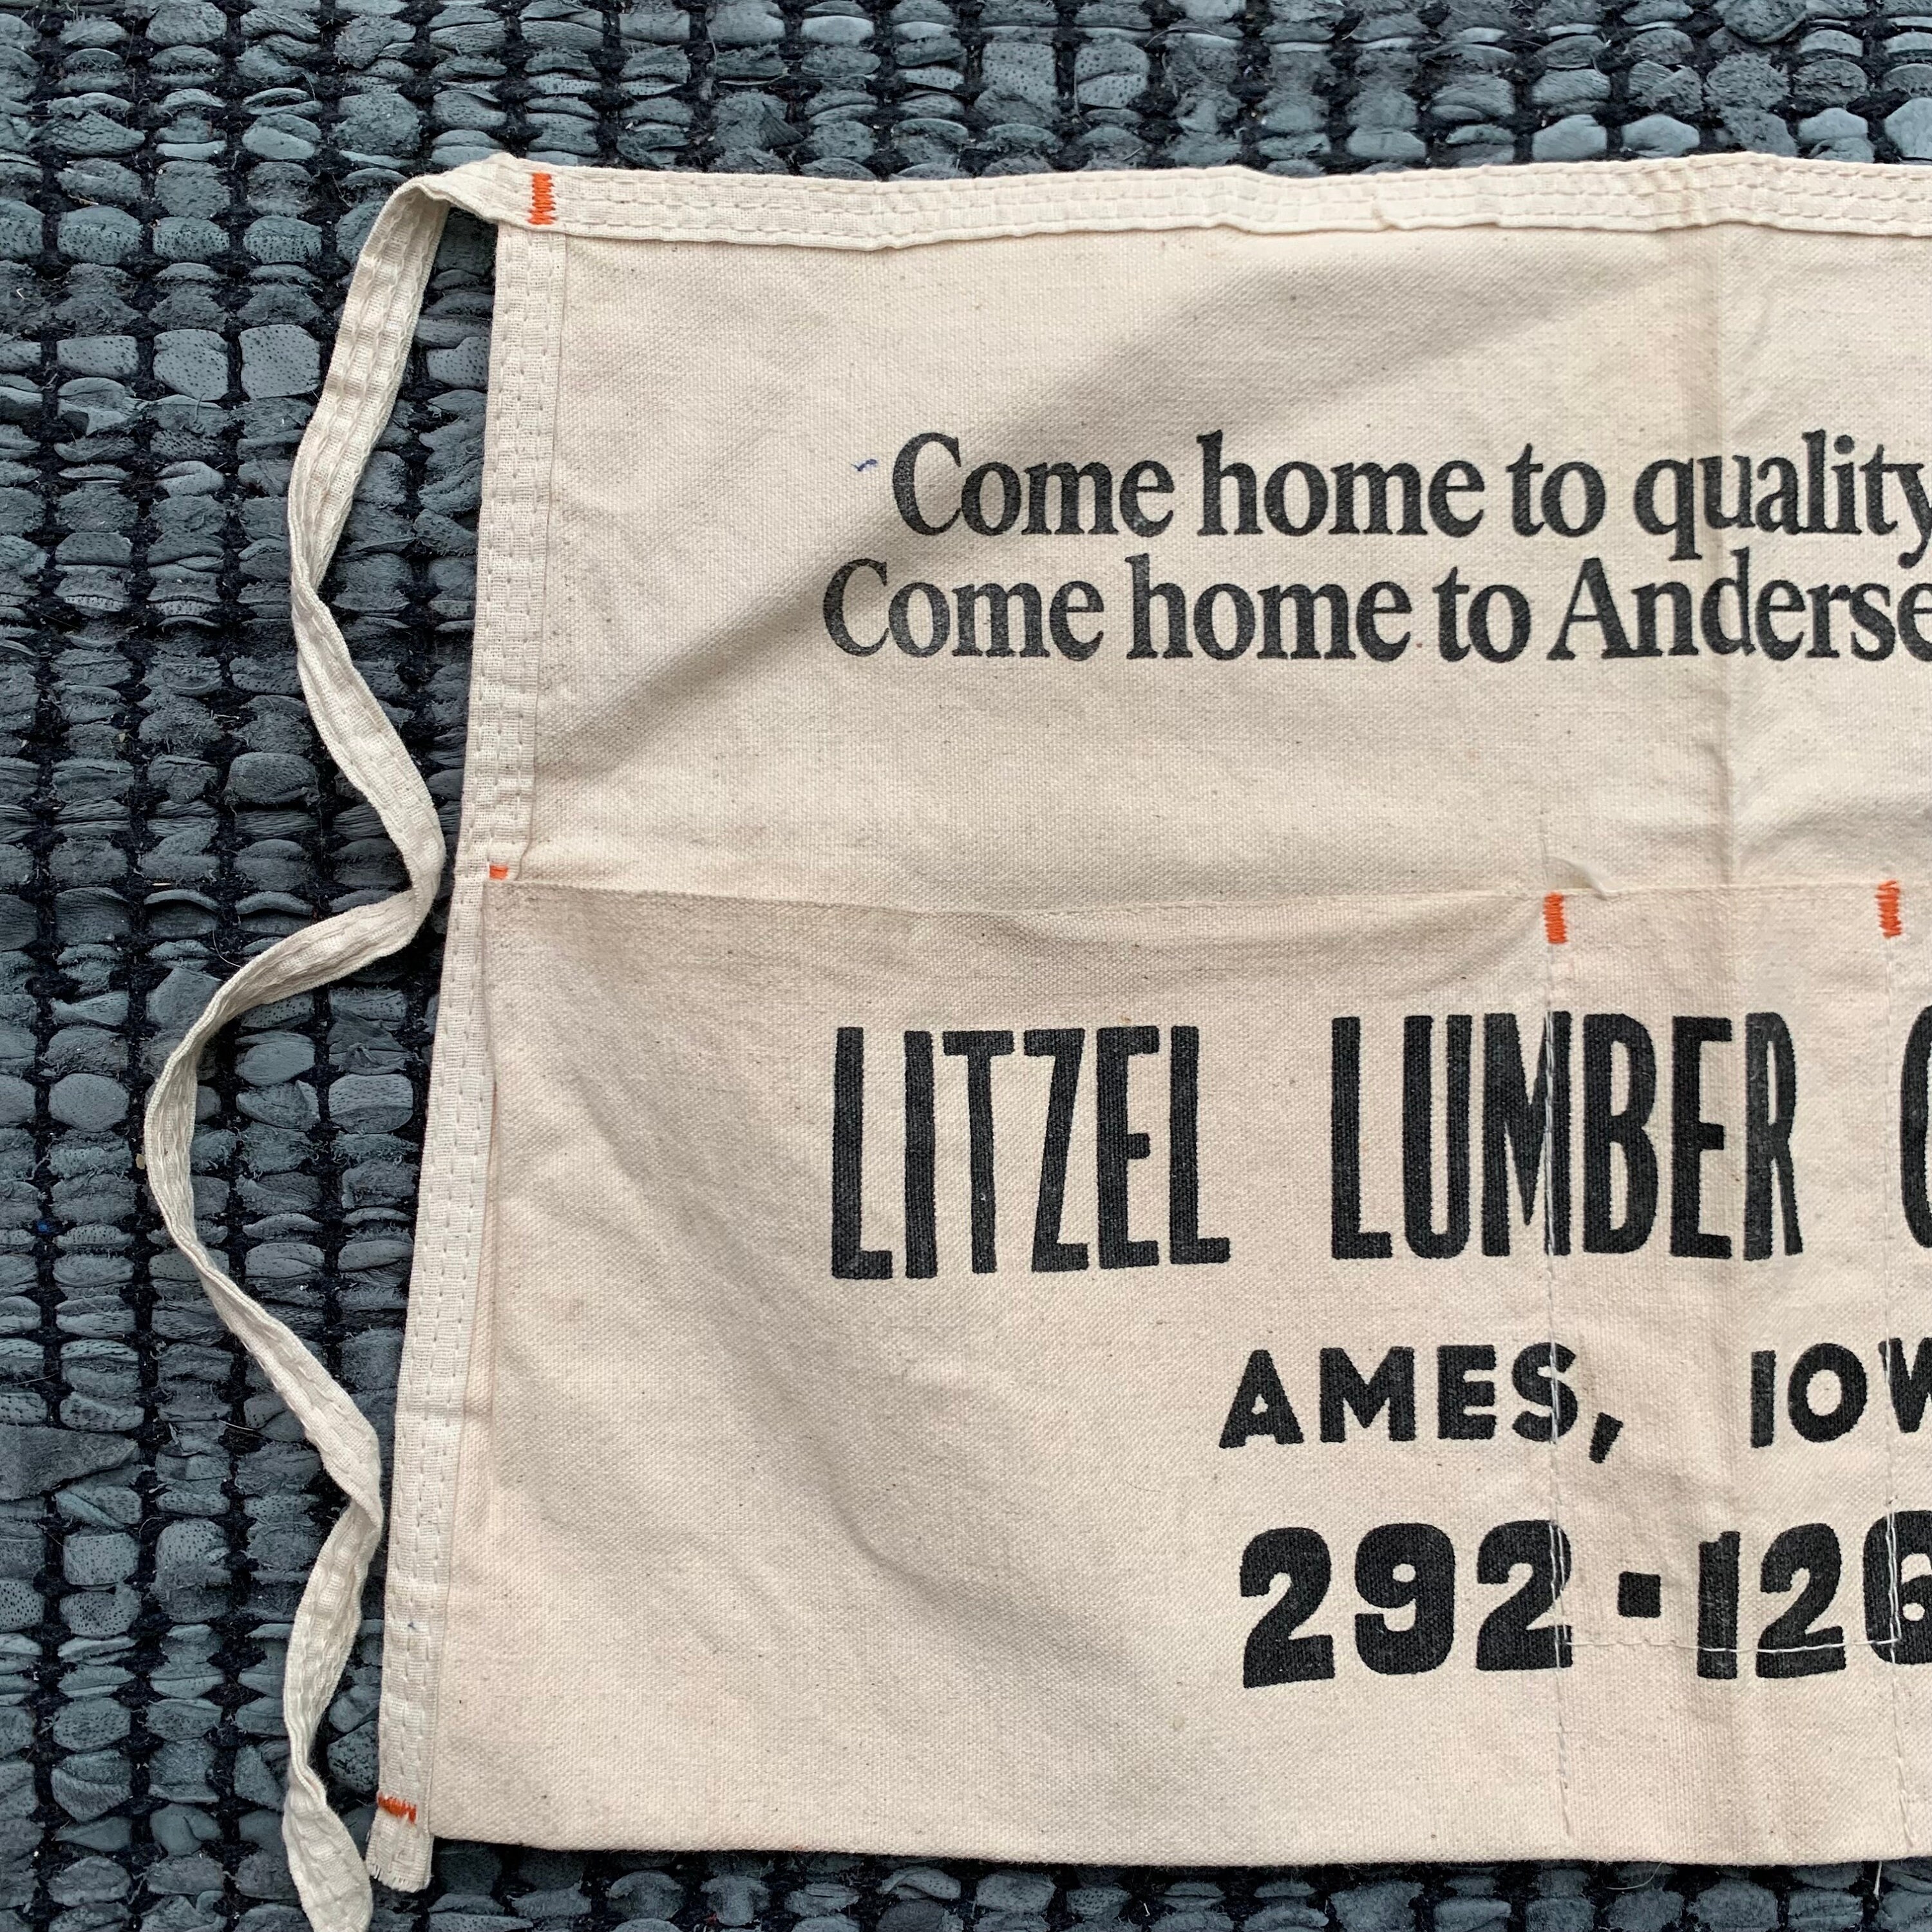 Come home to quality
Come home to Anderse
LITZEL LUMBER C
AMES, IOW
292-126